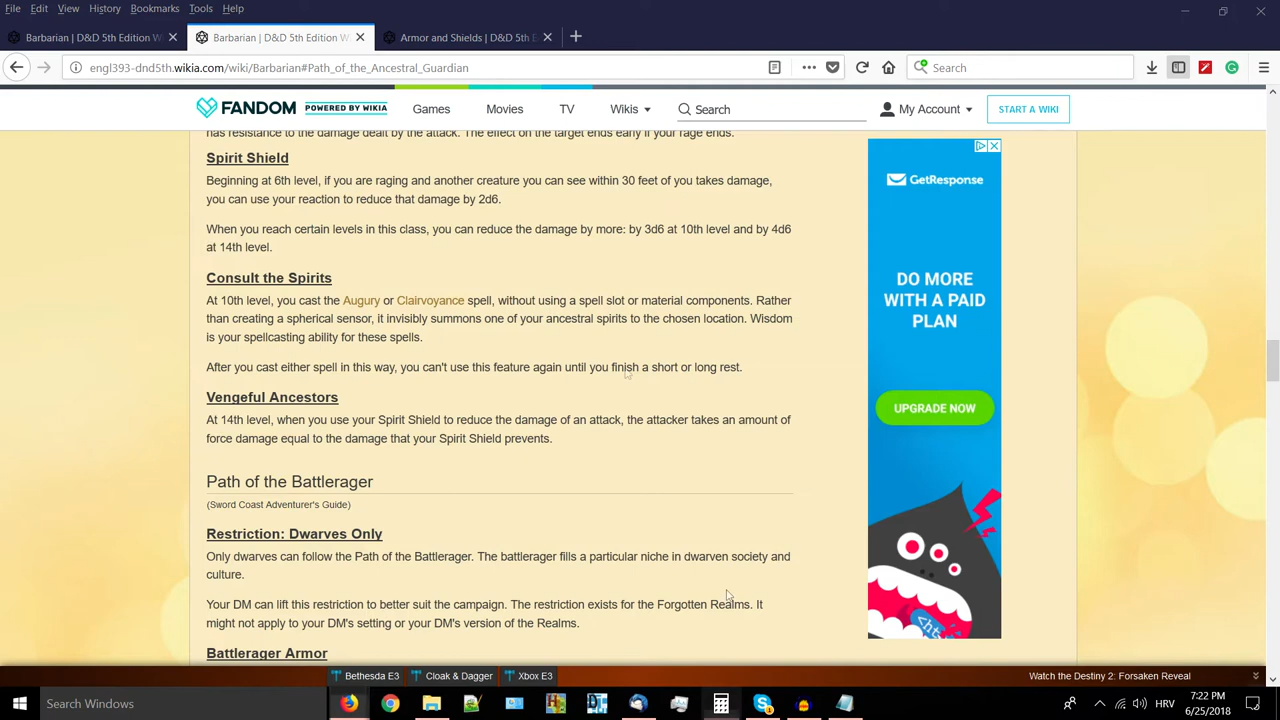 File Edit View History Bookmarks Tools Help
Barbarian | D&D 5th Edition W
Barbarian | D&D 5th Edition W
Armor and Shields | D&D 5th E
engl393-dnd5th.wikia.com/wiki/Barbarian#Path_of_the_Ancestral_Guardian
Search
FANDOM POWERED BY WIKIA Games Movies TV Wikis Search My Account START A WIKI
has resistance to the damage dealt by the attack. The effect on the target ends early if your rage ends.
Spirit Shield
Beginning at 6th level, if you are raging and another creature you can see within 30 feet of you takes damage,
you can use your reaction to reduce that damage by 2d6.
When you reach certain levels in this class, you can reduce the damage by more: by 3d6 at 10th level and by 4d6
at 14th level.
Consult the Spirits
At 10th level, you cast the Augury or Clairvoyance spell, without using a spell slot or material components. Rather
than creating a spherical sensor, it invisibly summons one of your ancestral spirits to the chosen location. Wisdom
is your spellcasting ability for these spells.
After you cast either spell in this way, you can't use this feature again until you finish a short or long rest.
Vengeful Ancestors
At 14th level, when you use your Spirit Shield to reduce the damage of an attack, the attacker takes an amount of
force damage equal to the damage that your Spirit Shield prevents.
Path of the Battlerager
(Sword Coast Adventurer's Guide)
Restriction: Dwarves Only
Only dwarves can follow the Path of the Battlerager. The battlerager fills a particular niche in dwarven society and
culture.
Your DM can lift this restriction to better suit the campaign. The restriction exists for the Forgotten Realms. It
might not apply to your DM's setting or your DM's version of the Realms.
Battlerager Armor
GetResponse
DO MORE
WITH A PAID
PLAN
UPGRADE NOW
<ht
Bethesda E3 Cloak & Dagger Xbox E3 Watch the Destiny 2: Forsaken Reveal
Search Windows
HRV
7:22 PM
6/25/2018